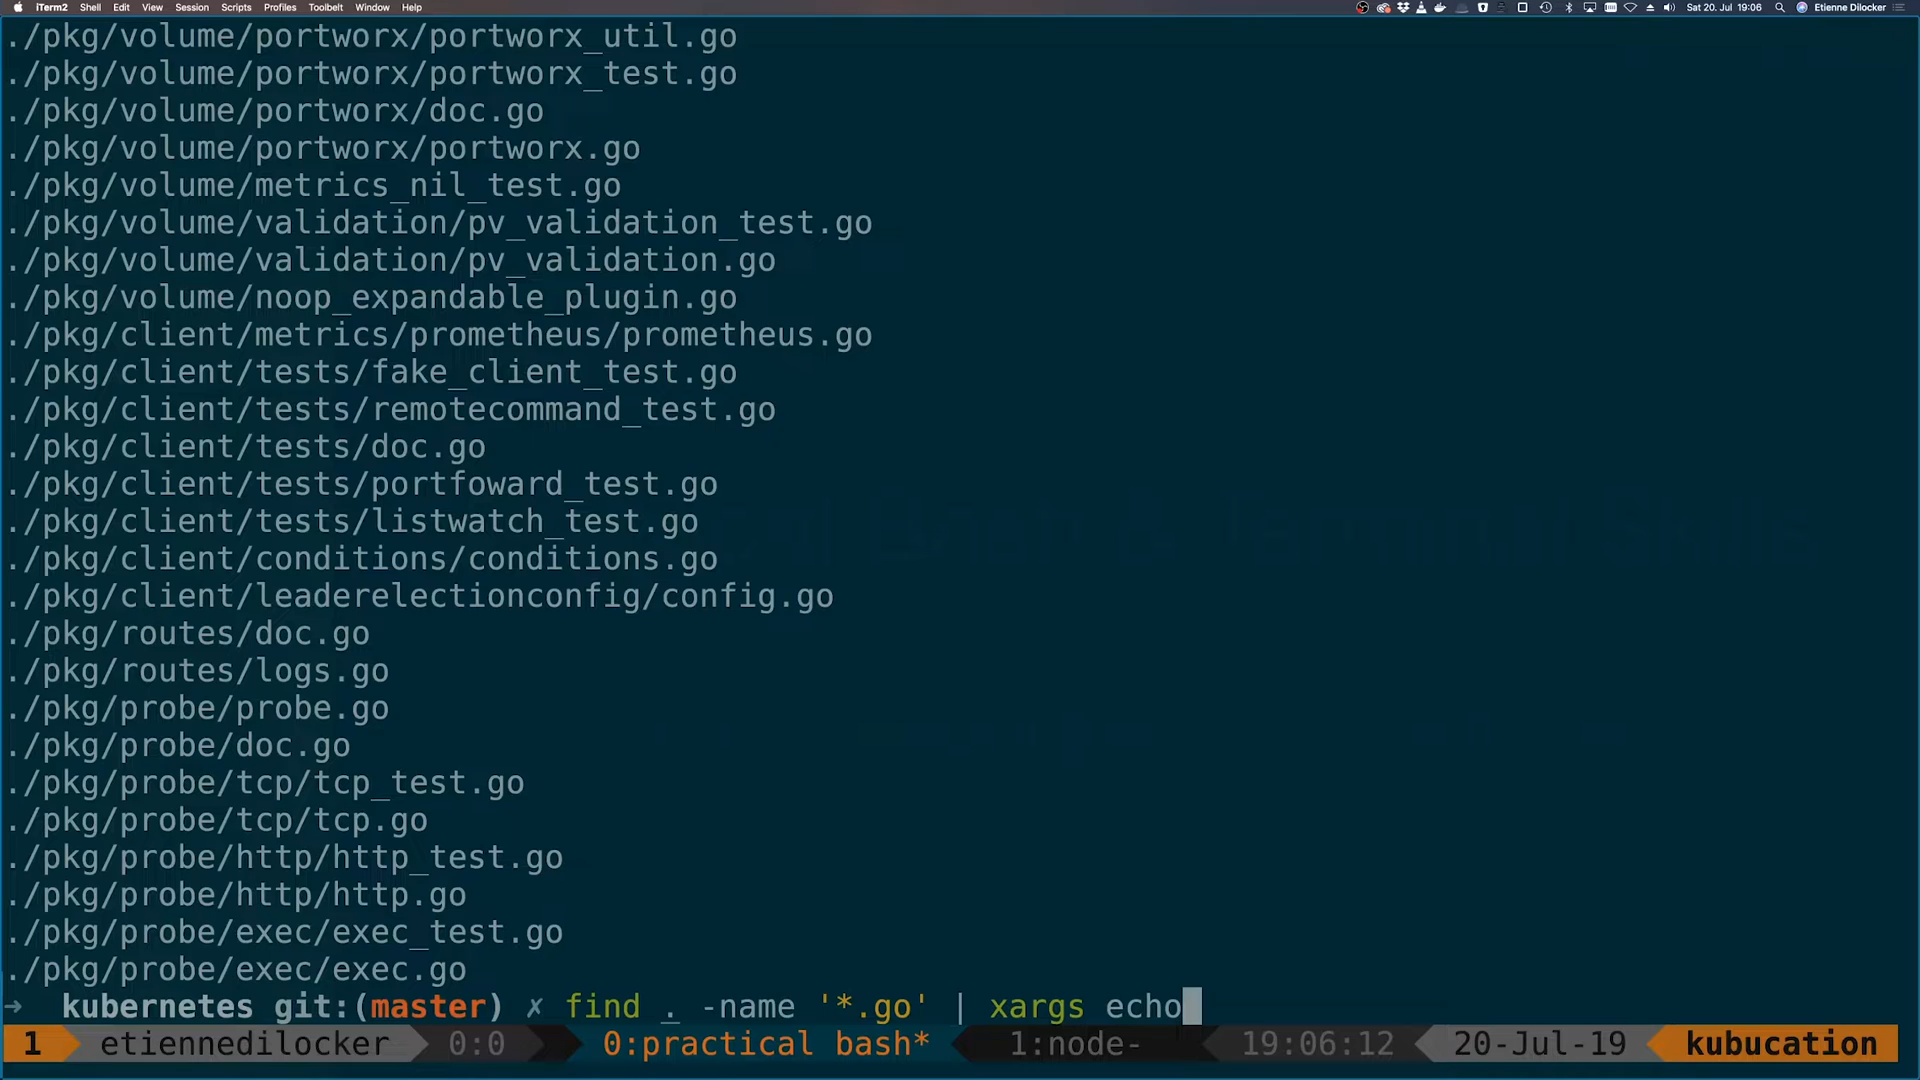 iTerm2 Shell Edit View Session Scripts Profiles Toolbelt Window Help Sat 20. Jul 19:06 Etienne Dilocker
./pkg/volume/portworx/portworx_util.go
./pkg/volume/portworx/portworx_test.go
./pkg/volume/portworx/doc.go
./pkg/volume/portworx/portworx.go
./pkg/volume/metrics_nil_test.go
./pkg/volume/validation/pv_validation_test.go
./pkg/volume/validation/pv_validation.go
./pkg/volume/noop_expandable_plugin.go
./pkg/client/metrics/prometheus/prometheus.go
./pkg/client/tests/fake_client_test.go
./pkg/client/tests/remotecommand_test.go
./pkg/client/tests/doc.go
./pkg/client/tests/portfoward_test.go
./pkg/client/tests/listwatch_test.go
./pkg/client/conditions/conditions.go
./pkg/client/leaderelectionconfig/config.go
./pkg/routes/doc.go
./pkg/routes/logs.go
./pkg/probe/probe.go
./pkg/probe/doc.go
./pkg/probe/tcp/tcp_test.go
./pkg/probe/tcp/tcp.go
./pkg/probe/http/http_test.go
./pkg/probe/http/http.go
./pkg/probe/exec/exec_test.go
./pkg/probe/exec/exec.go
→ kubernetes git:(master) ✗ find . -name '*.go' | xargs echo
1 etiennedilocker 0:0 0:practical bash* 1:node- 19:06:12 20-Jul-19 kubucation